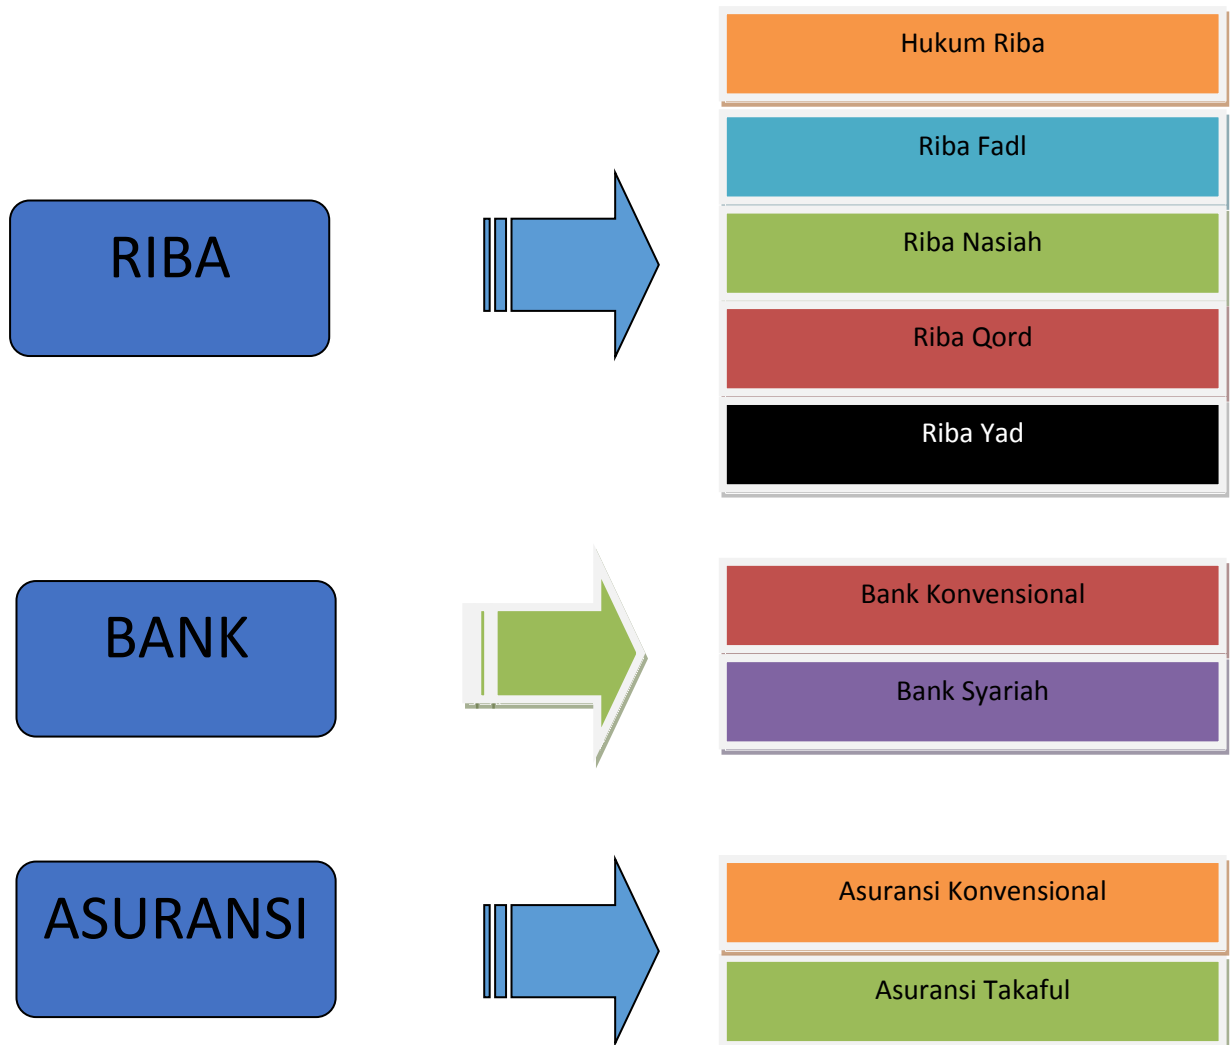 RIBA
Hukum Riba
Riba Fadl
Riba Nasiah
Riba Qord
Riba Yad
BANK
Bank Konvensional
Bank Syariah
ASURANSI
Asuransi Konvensional
Asuransi Takaful